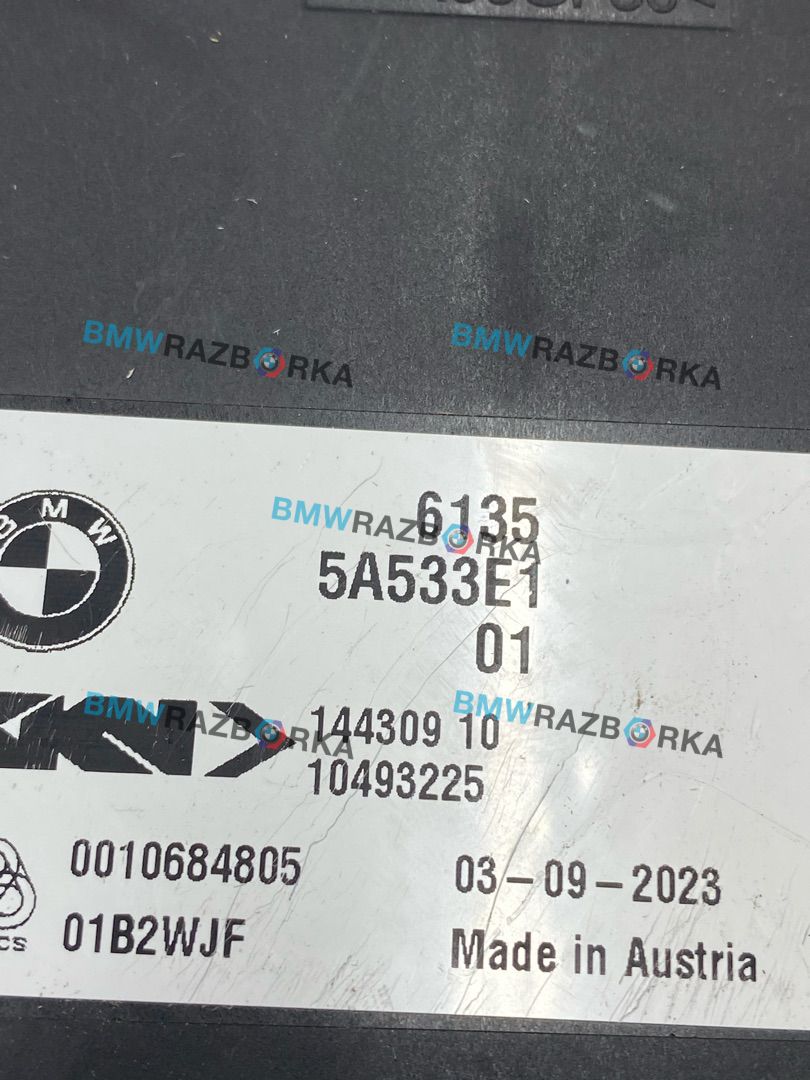 BMWRAZBORKA BMWRAZBORKA
BMW
6135
BMWRAZBORKA
5A533E1
01
BMWRAZBORKA BMWRAZBORKA
144309 10
10493225
0010684805
03-09-2023
CS
01B2WJF
Made in Austria